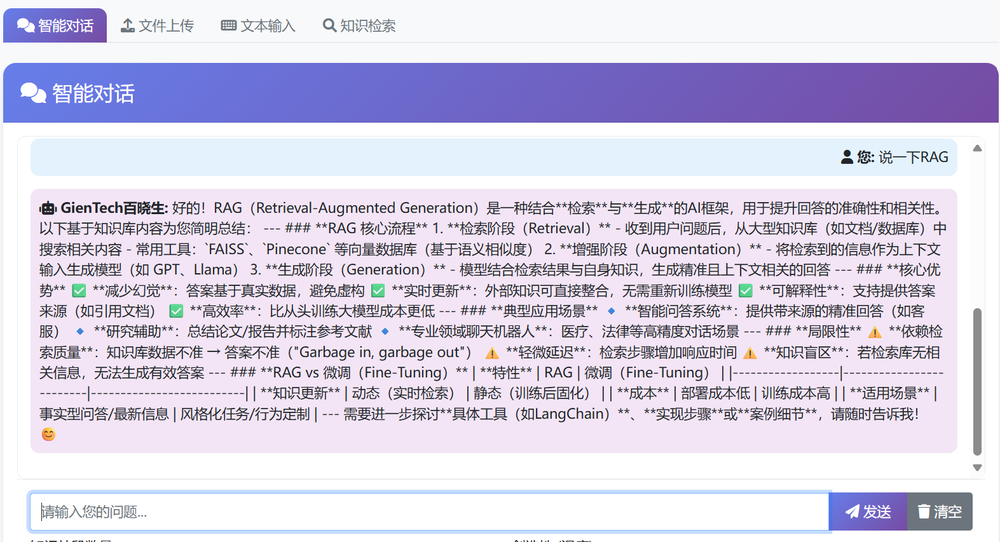 智能对话 文件上传 文本输入 知识检索
智能对话
您: 说一下RAG
GienTech百晓生: 好的！RAG（Retrieval-Augmented Generation）是一种结合**检索**与**生成**的AI框架，用于提升回答的准确性和相关性。
以下基于知识库内容为您简明总结： --- ### **RAG 核心流程** 1. **检索阶段（Retrieval）** - 收到用户问题后，从大型知识库（如文档/数据库）中
搜索相关内容 - 常用工具：`FAISS`、`Pinecone` 等向量数据库（基于语义相似度） 2. **增强阶段（Augmentation）** - 将检索到的信息作为上下文
输入生成模型（如 GPT、Llama） 3. **生成阶段（Generation）** - 模型结合检索结果与自身知识，生成精准且上下文相关的回答 --- ### **核心优
势** ✅ **减少幻觉**：答案基于真实数据，避免虚构 ✅ **实时更新**：外部知识可直接整合，无需重新训练模型 ✅ **可解释性**：支持提供答案
来源（如引用文档） ✅ **高效率**：比从头训练大模型成本更低 --- ### **典型应用场景** 🔹 **智能问答系统**：提供带来源的精准回答（如客
服） 🔹 **研究辅助**：总结论文/报告并标注参考文献 🔹 **专业领域聊天机器人**：医疗、法律等高精度对话场景 --- ### **局限性** ⚠️ **依赖检
索质量**：知识库数据不准 → 答案不准（"Garbage in, garbage out"） ⚠️ **轻微延迟**：检索步骤增加响应时间 ⚠️ **知识盲区**：若检索库无相
关信息，无法生成有效答案 --- ### **RAG vs 微调（Fine-Tuning）** | **特性** | RAG | 微调（Fine-Tuning） | |------------------|-----------------
--------|--------------------------| | **知识更新** | 动态（实时检索） | 静态（训练后固化） | | **成本** | 部署成本低 | 训练成本高 | | **适用场景** |
事实型问答/最新信息 | 风格化任务/行为定制 | --- 需要进一步探讨**具体工具（如LangChain）**、**实现步骤**或**案例细节**，请随时告诉我！
😊
请输入您的问题... 发送 清空